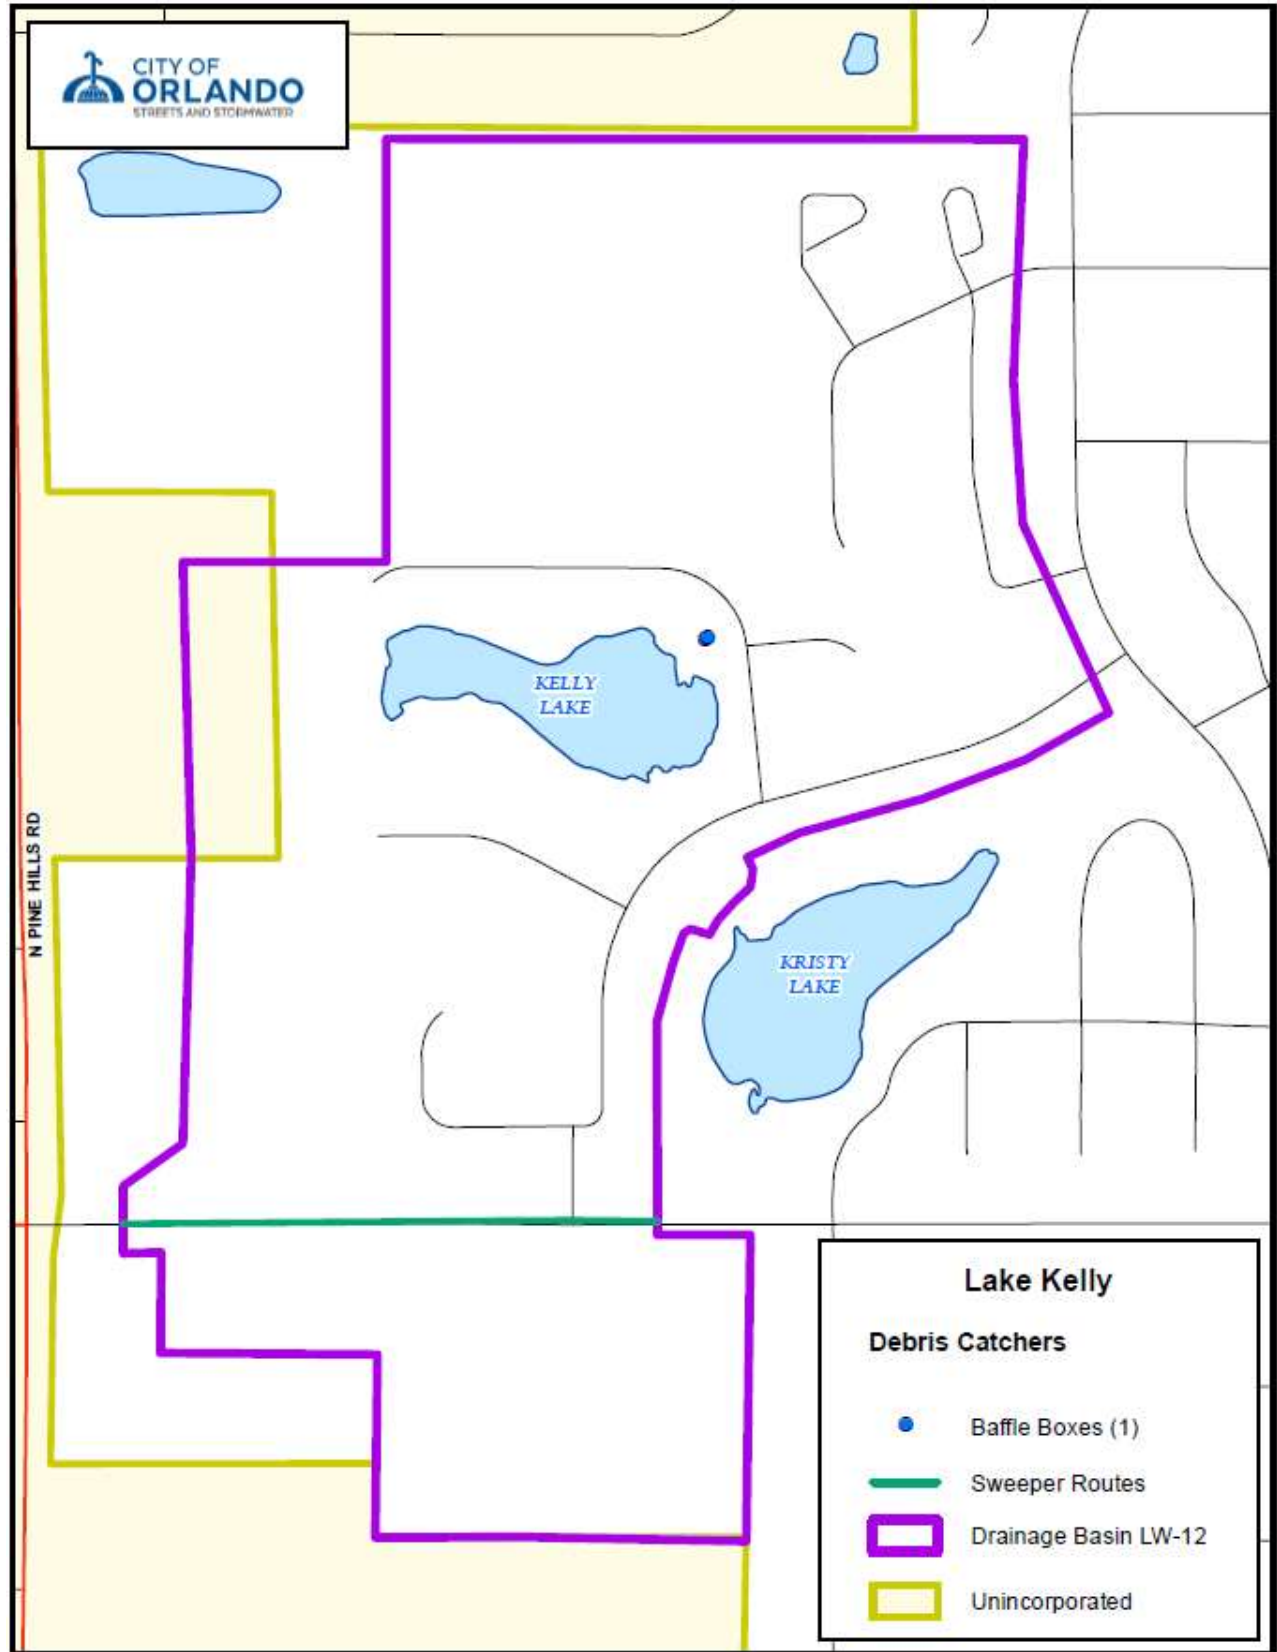 CITY OF
ORLANDO
STREETS AND STORMWATER
KELLY
LAKE
N PINE HILLS RD
KRISTY
LAKE
Lake Kelly
Debris Catchers
Baffle Boxes (1)
Sweeper Routes
Drainage Basin LW-12
Unincorporated